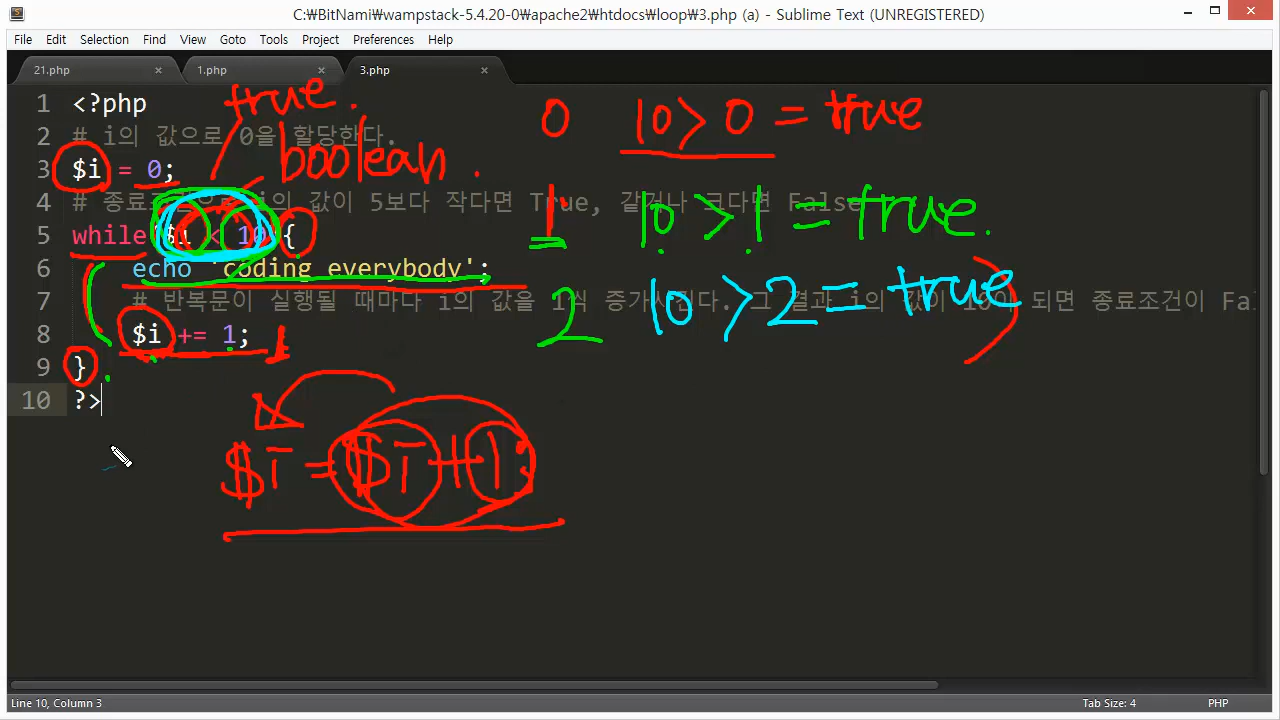 C:₩BitNami₩wampstack-5.4.20-0₩apache2₩htdocs₩loop₩3.php (a) - Sublime Text (UNREGISTERED)
File Edit Selection Find View Goto Tools Project Preferences Help
21.php × 1.php × 3.php ×
1 <?php
true.
0 10 > 0 = true
2 # i의 값으로 0을 할당한다.
3 $i = 0;
boolean.
4 # 종료조건으로 i의 값이 5보다 작다면 True, 같거나 크다면 False
1 10 > 1 = true.
5 while($i < 10){
6 echo 'coding everybody';
2 10 > 2 = true
7 # 반복문이 실행될 때마다 i의 값을 1씩 증가시킨다. 그 결과 i의 값이 10이 되면 종료조건이 Fal
8 $i += 1;
1
9 }
10 ?>
$i = $i + 1;
Line 10, Column 3 Tab Size: 4 PHP